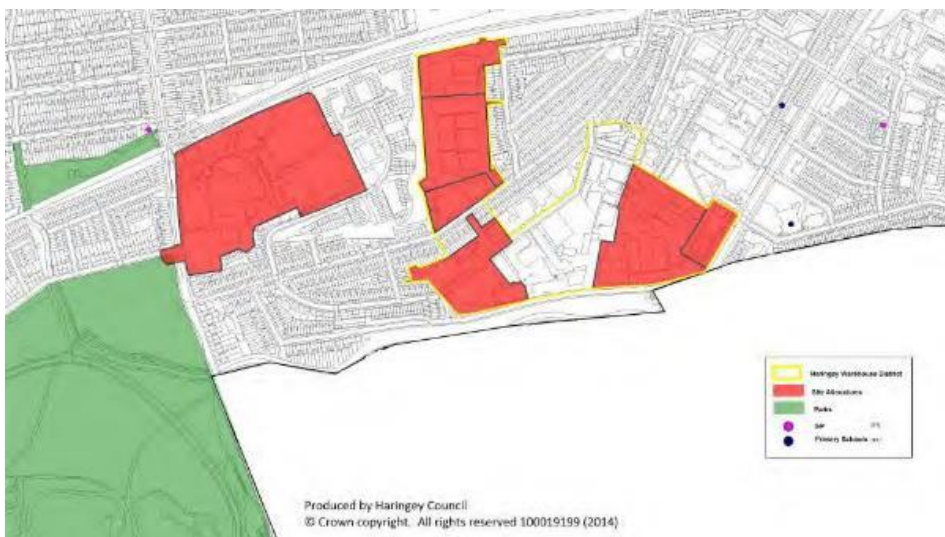 Haringey Warehouse District
Site Allocations
Parks
GP
Primary Schools
Produced by Haringey Council
© Crown copyright. All rights reserved 100019199 (2014)